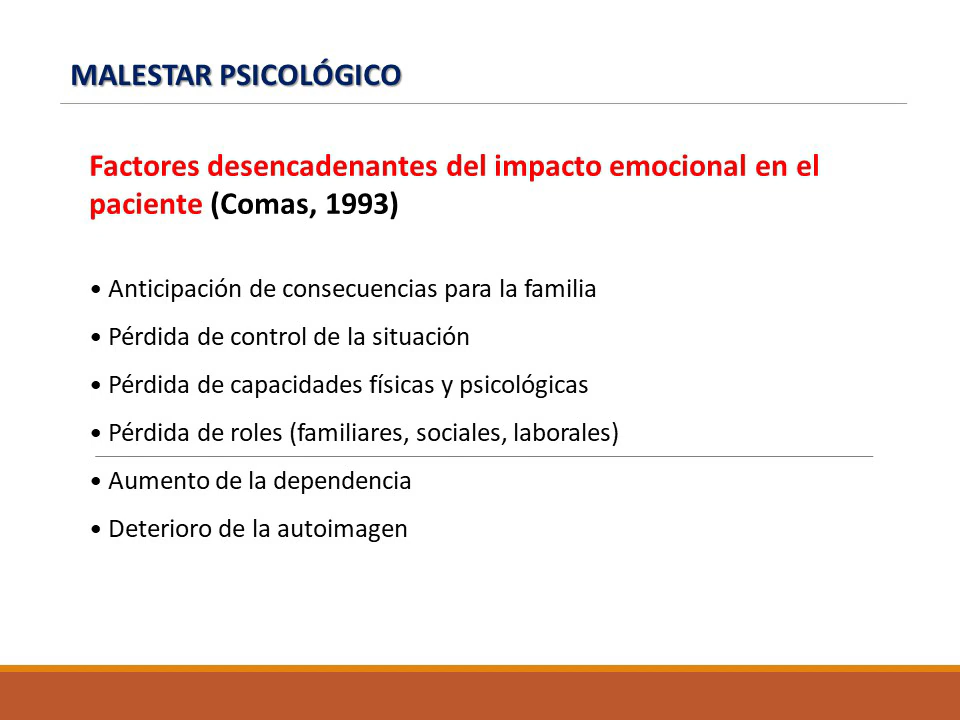 MALESTAR PSICOLÓGICO
Factores desencadenantes del impacto emocional en el
paciente (Comas, 1993)
• Anticipación de consecuencias para la familia
• Pérdida de control de la situación
• Pérdida de capacidades físicas y psicológicas
• Pérdida de roles (familiares, sociales, laborales)
• Aumento de la dependencia
• Deterioro de la autoimagen